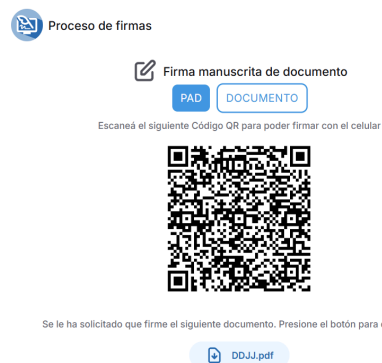 Proceso de firmas
Firma manuscrita de documento
PAD
DOCUMENTO
Escaneá el siguiente Código QR para poder firmar con el celular
Se le ha solicitado que firme el siguiente documento. Presione el botón para
DDJJ.pdf